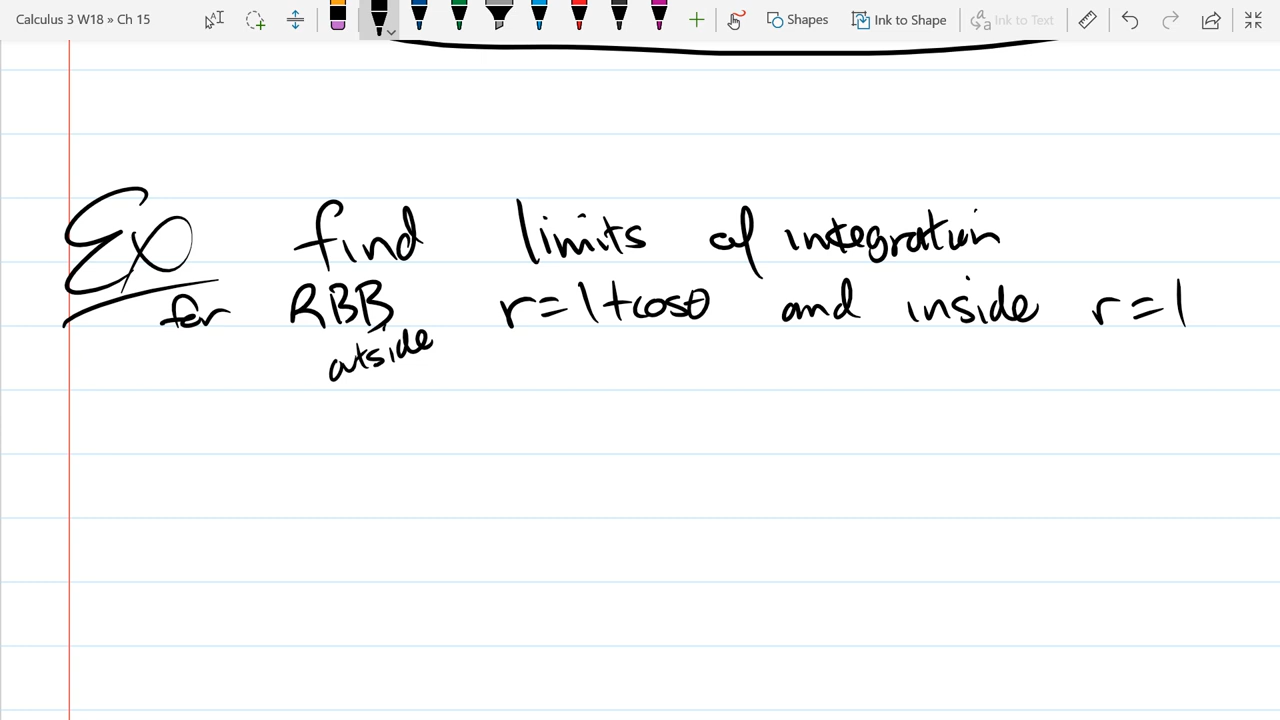 Calculus 3 W18 » Ch 15
Shapes
Ink to Shape
Ink to Text
Ex find limits of integration
for RBB r=1+cosθ and inside r=1
outside